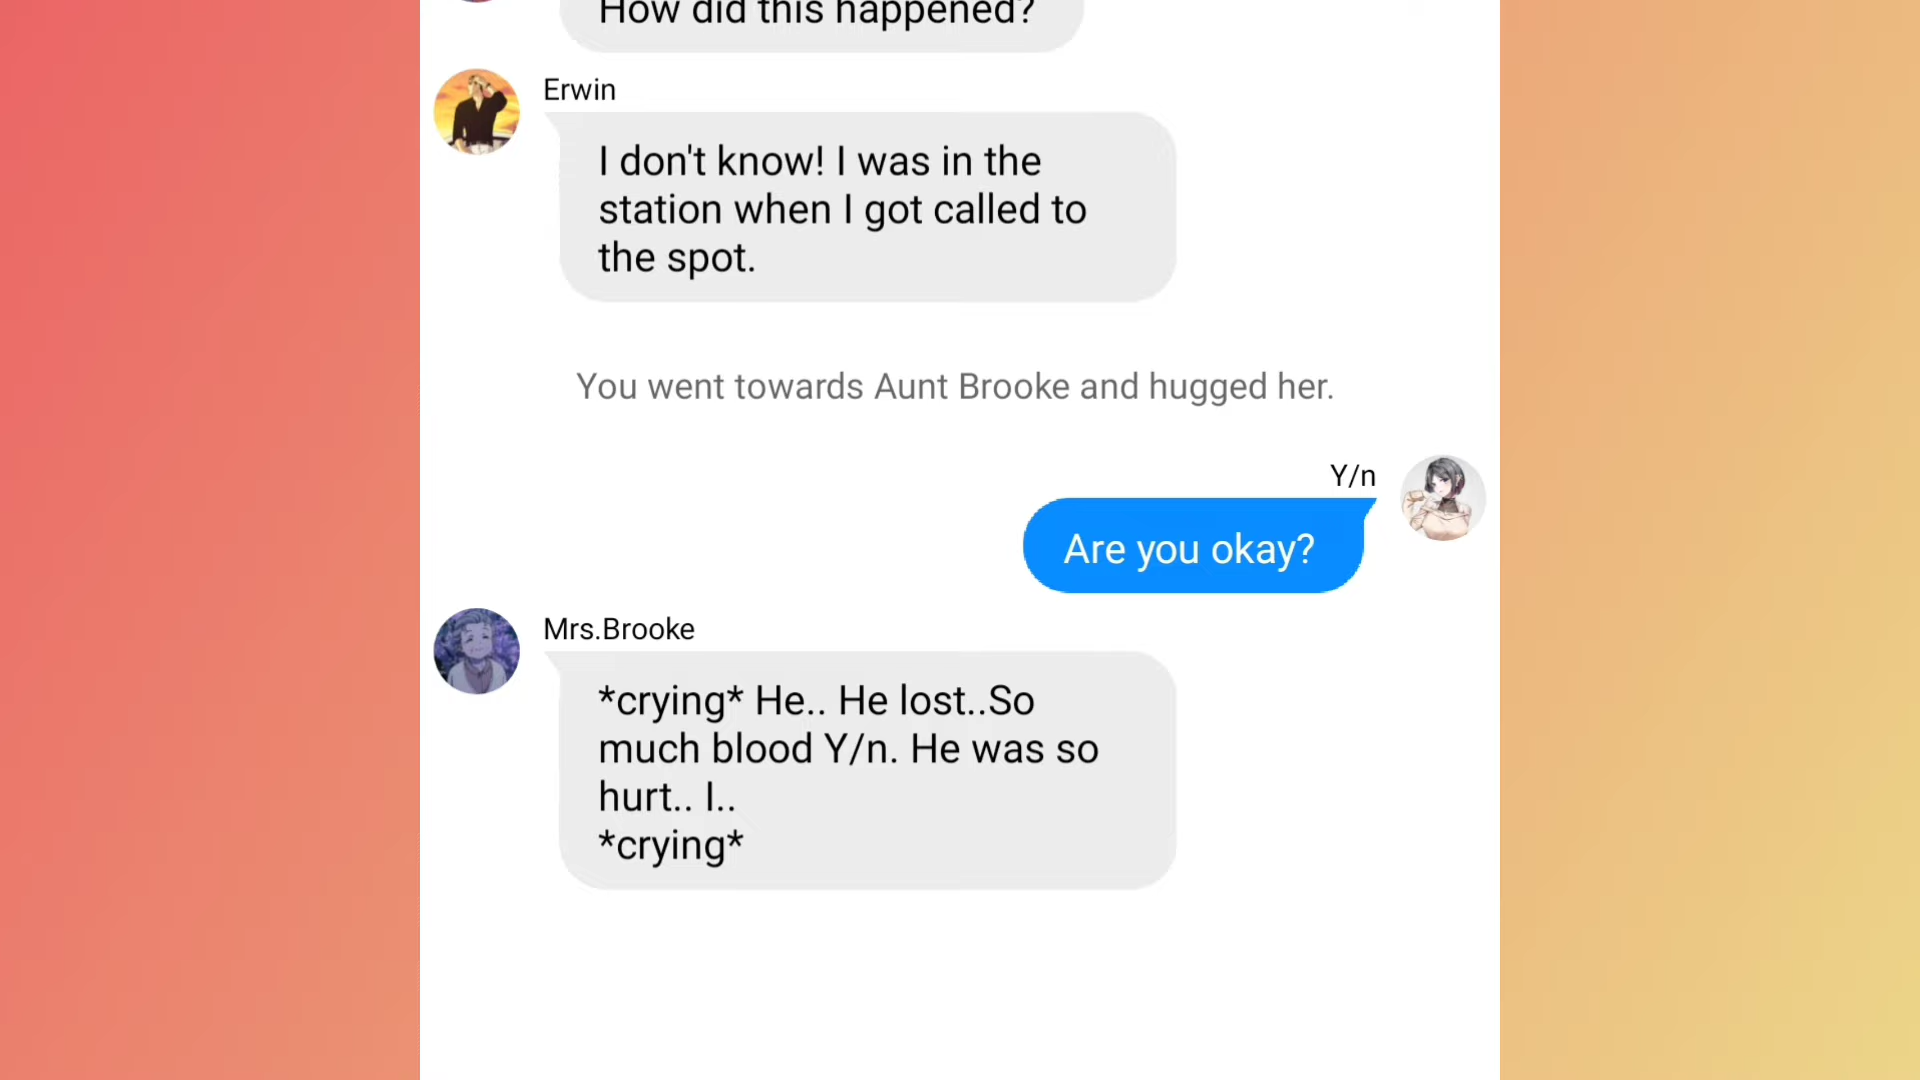 How did this happened?
Erwin
I don't know! I was in the
station when I got called to
the spot.
You went towards Aunt Brooke and hugged her.
Y/n
Are you okay?
Mrs.Brooke
*crying* He.. He lost..So
much blood Y/n. He was so
hurt.. I..
*crying*